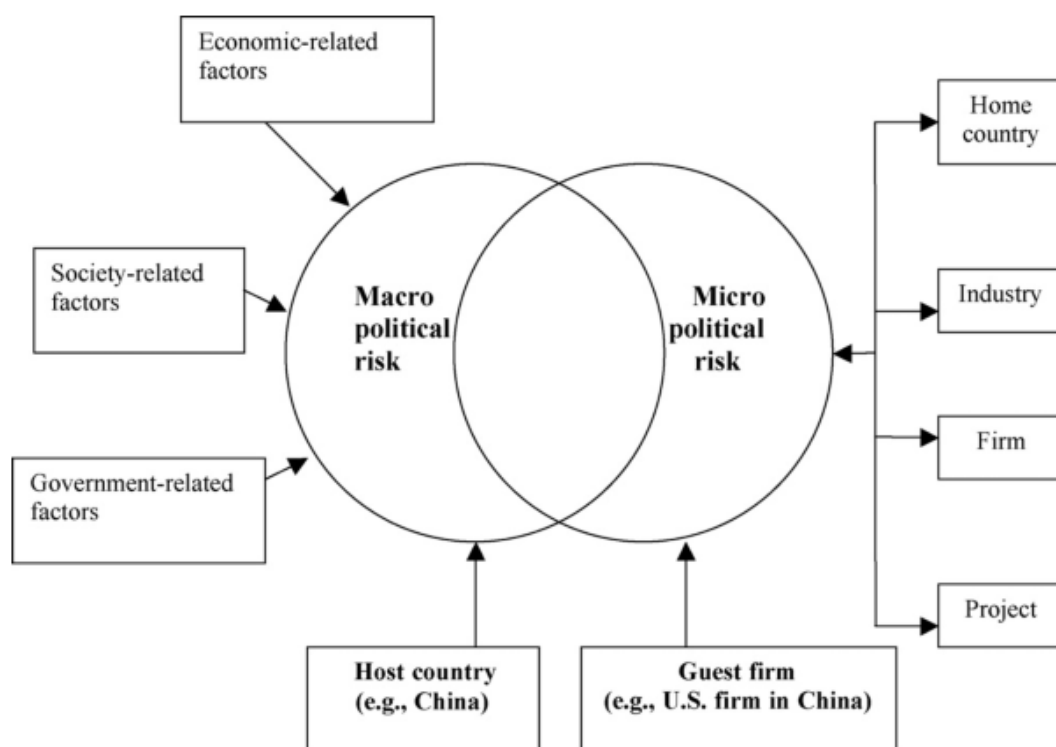 Economic-related
factors
Home
country
Society-related
factors
Macro
political
risk
Micro
political
risk
Industry
Government-related
factors
Firm
Project
Host country
(e.g., China)
Guest firm
(e.g., U.S. firm in China)